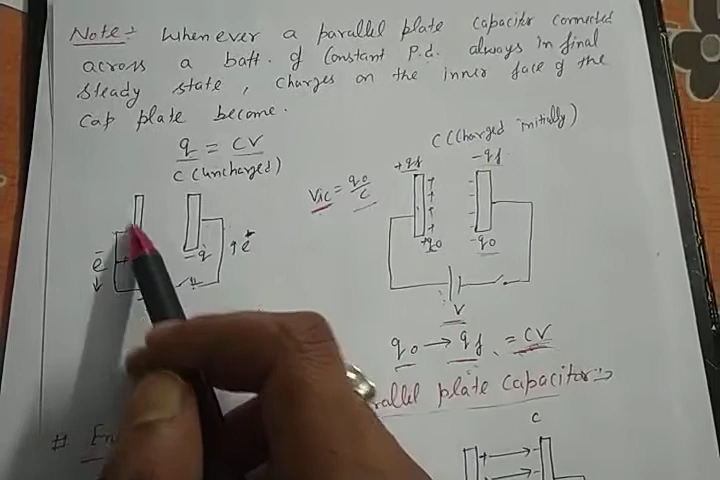 Note:- Whenever a parallel plate capacitor connected
across a batt. of Constant P.d. always in final
steady state, charges on the inner face of the
cap plate become.
q = CV
C (uncharged)
C (Charged initially)
+qf
-qf
Vic = q0/C
+ + + +
- - - -
+q0
-q0
e-
-q
e-
V
q0 → qf = CV
parallel plate Capacitor:->
# En
C